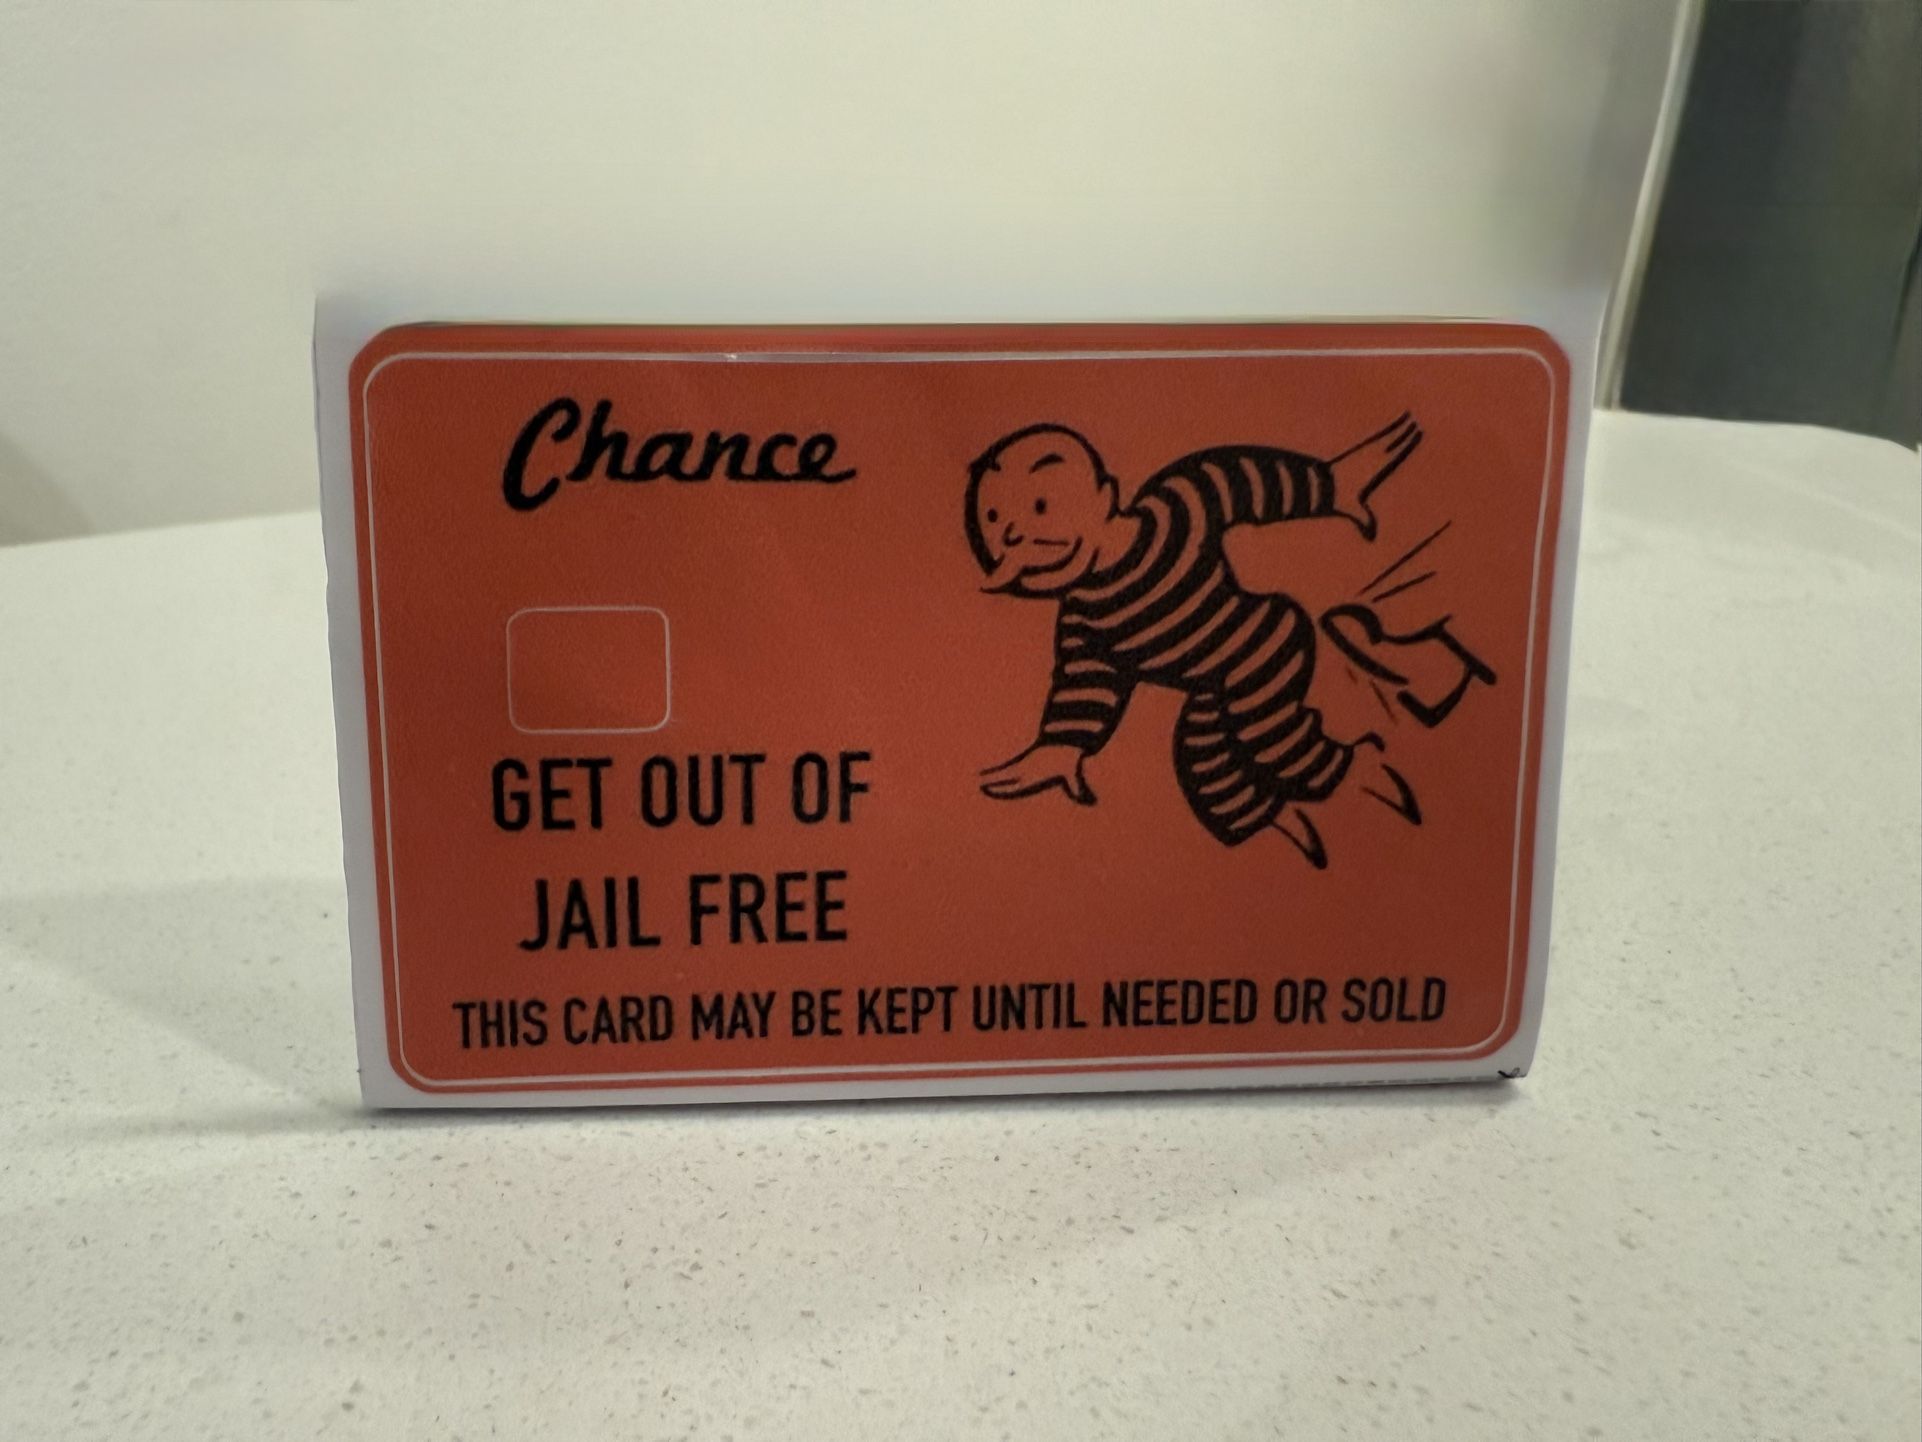 Chance
GET OUT OF
JAIL FREE
THIS CARD MAY BE KEPT UNTIL NEEDED OR SOLD